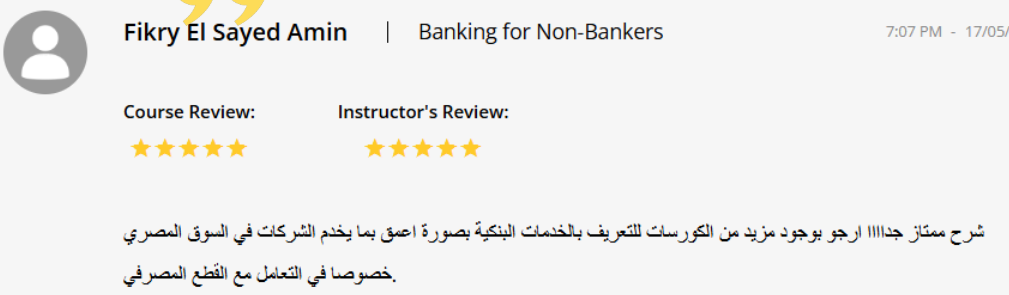 Fikry El Sayed Amin | Banking for Non-Bankers 7:07 PM - 17/05/
Course Review: Instructor's Review:
شرح ممتاز جداااا ارجو بوجود مزيد من الكورسات للتعريف بالخدمات البنكية بصورة اعمق بما يخدم الشركات في السوق المصري
خصوصا في التعامل مع القطع المصرفي.